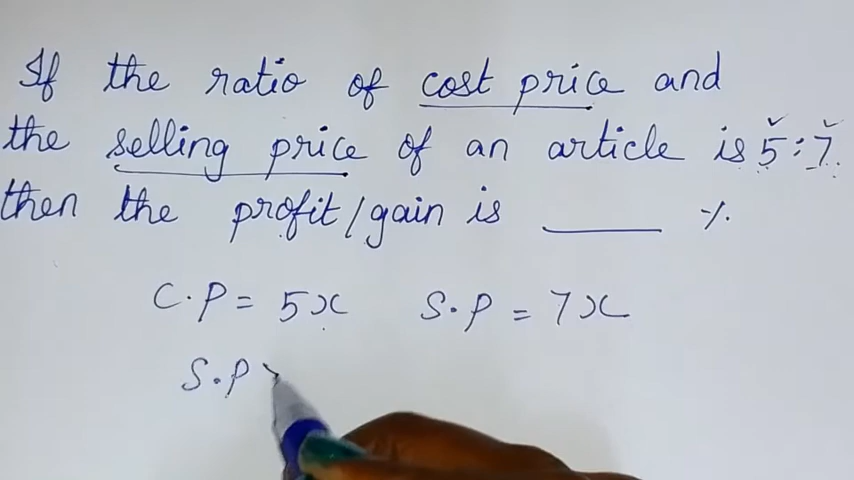 If the ratio of cost price and
the selling price of an article is 5:7
then the profit/gain is ______ %
C.P = 5x S.P = 7x
S.P >